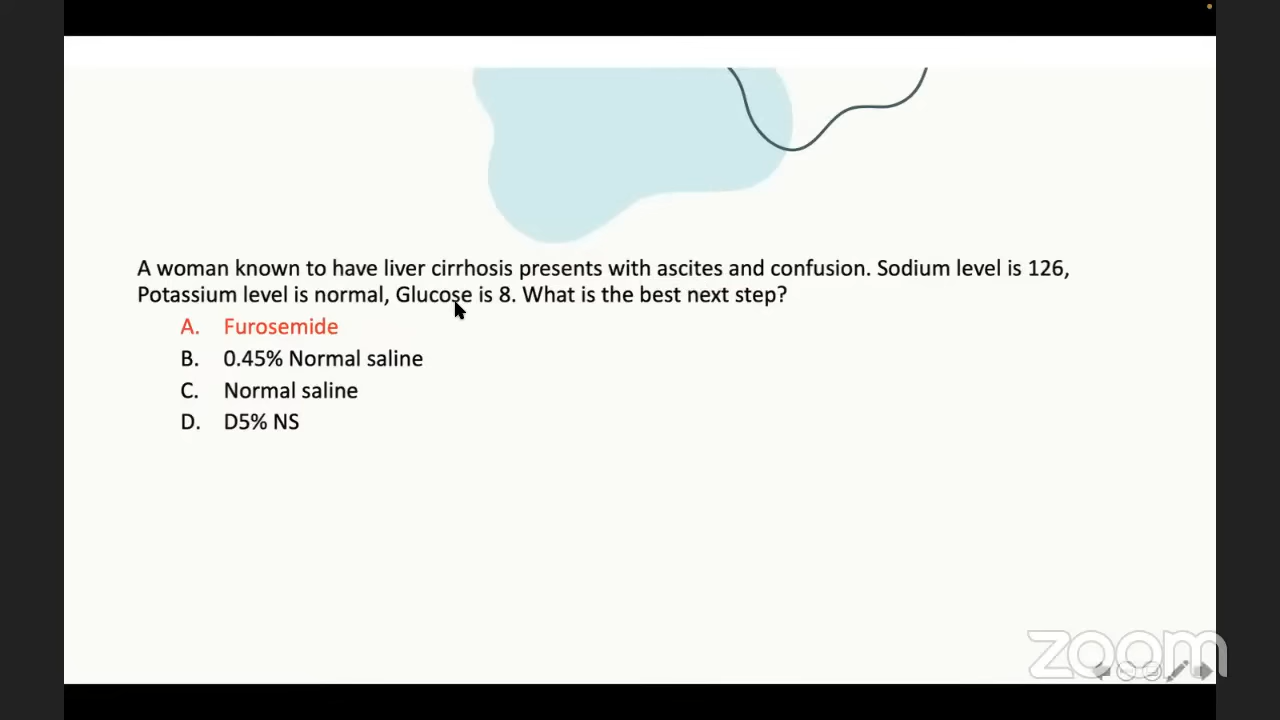 A woman known to have liver cirrhosis presents with ascites and confusion. Sodium level is 126,
Potassium level is normal, Glucose is 8. What is the best next step?
A. Furosemide
B. 0.45% Normal saline
C. Normal saline
D. D5% NS
zoom